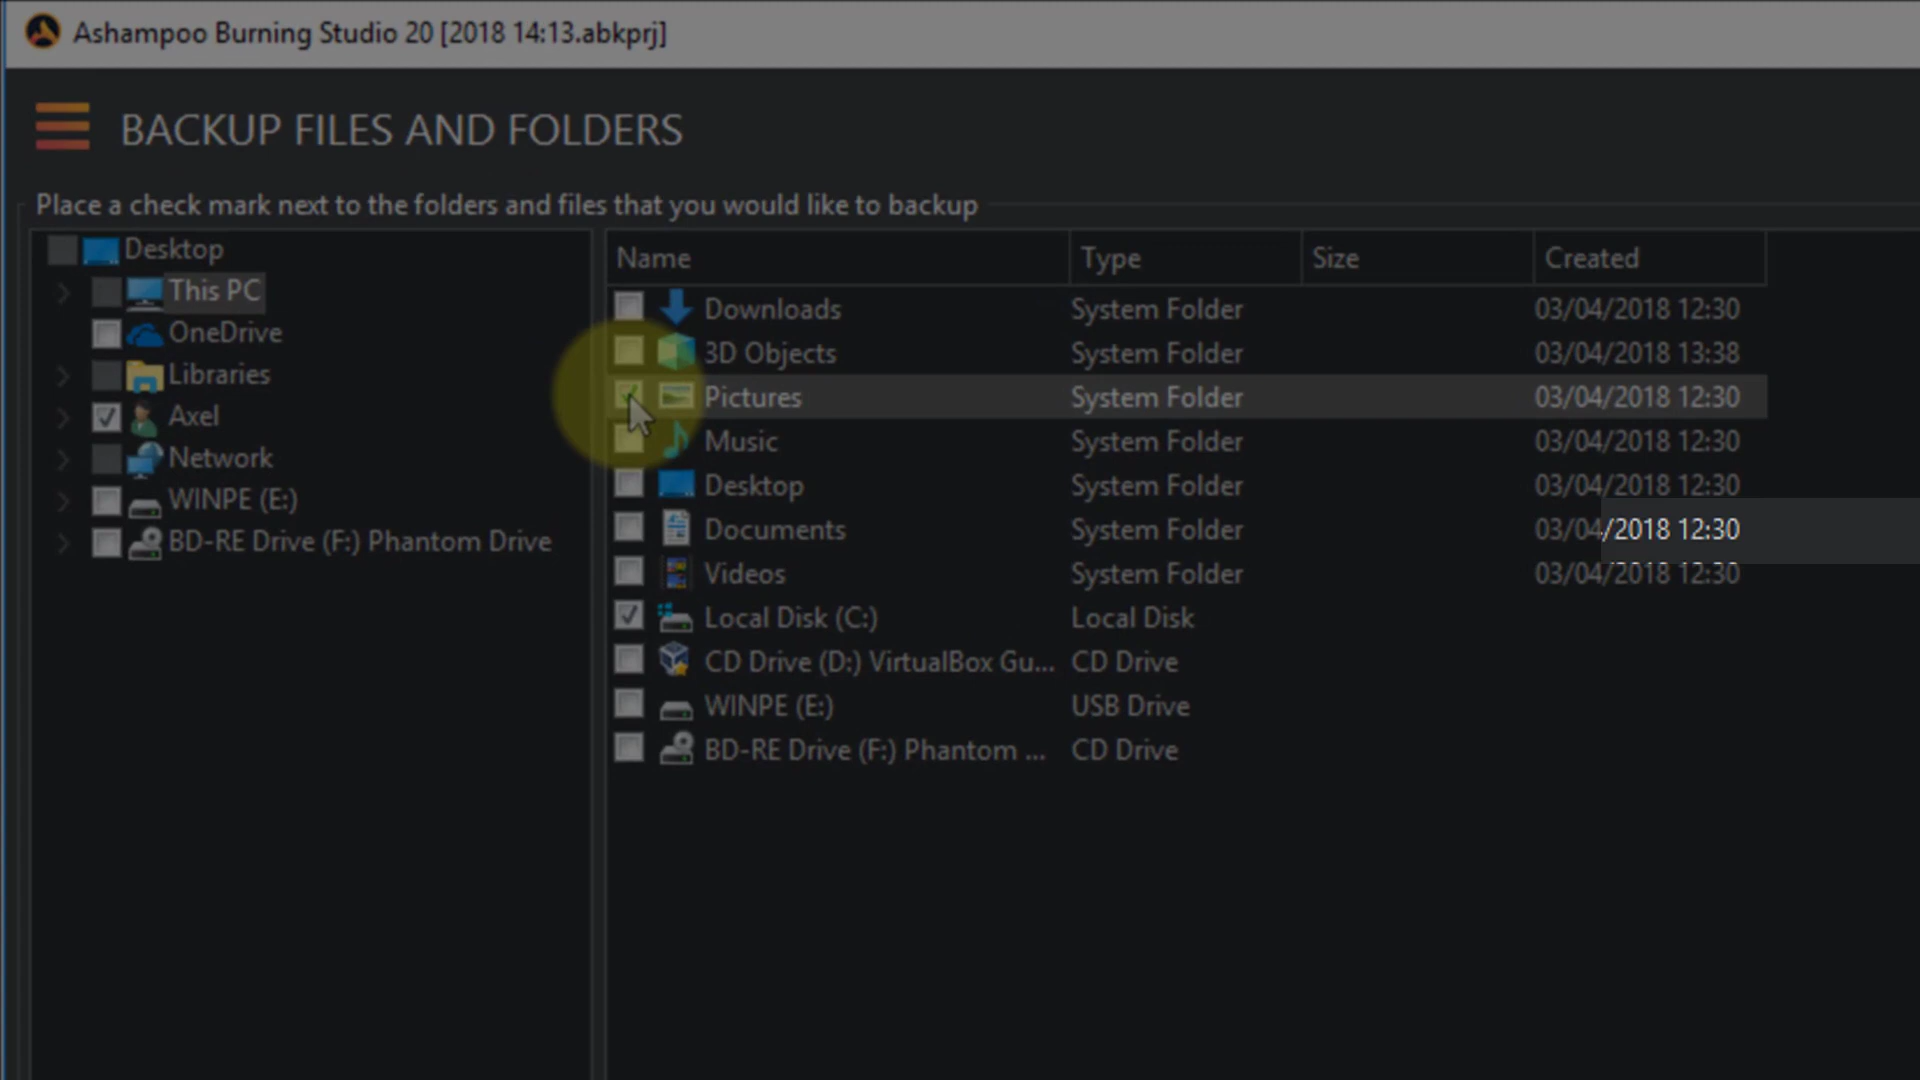 Ashampoo Burning Studio 20 [2018 14:13.abkprj]
BACKUP FILES AND FOLDERS
Place a check mark next to the folders and files that you would like to backup
Desktop
This PC
OneDrive
Libraries
Axel
Network
WINPE (E:)
BD-RE Drive (F:) Phantom Drive
Name Type Size Created
Downloads System Folder 03/04/2018 12:30
3D Objects System Folder 03/04/2018 13:38
Pictures System Folder 03/04/2018 12:30
Music System Folder 03/04/2018 12:30
Desktop System Folder 03/04/2018 12:30
Documents System Folder 03/04/2018 12:30
Videos System Folder 03/04/2018 12:30
Local Disk (C:) Local Disk
CD Drive (D:) VirtualBox Gu... CD Drive
WINPE (E:) USB Drive
BD-RE Drive (F:) Phantom ... CD Drive